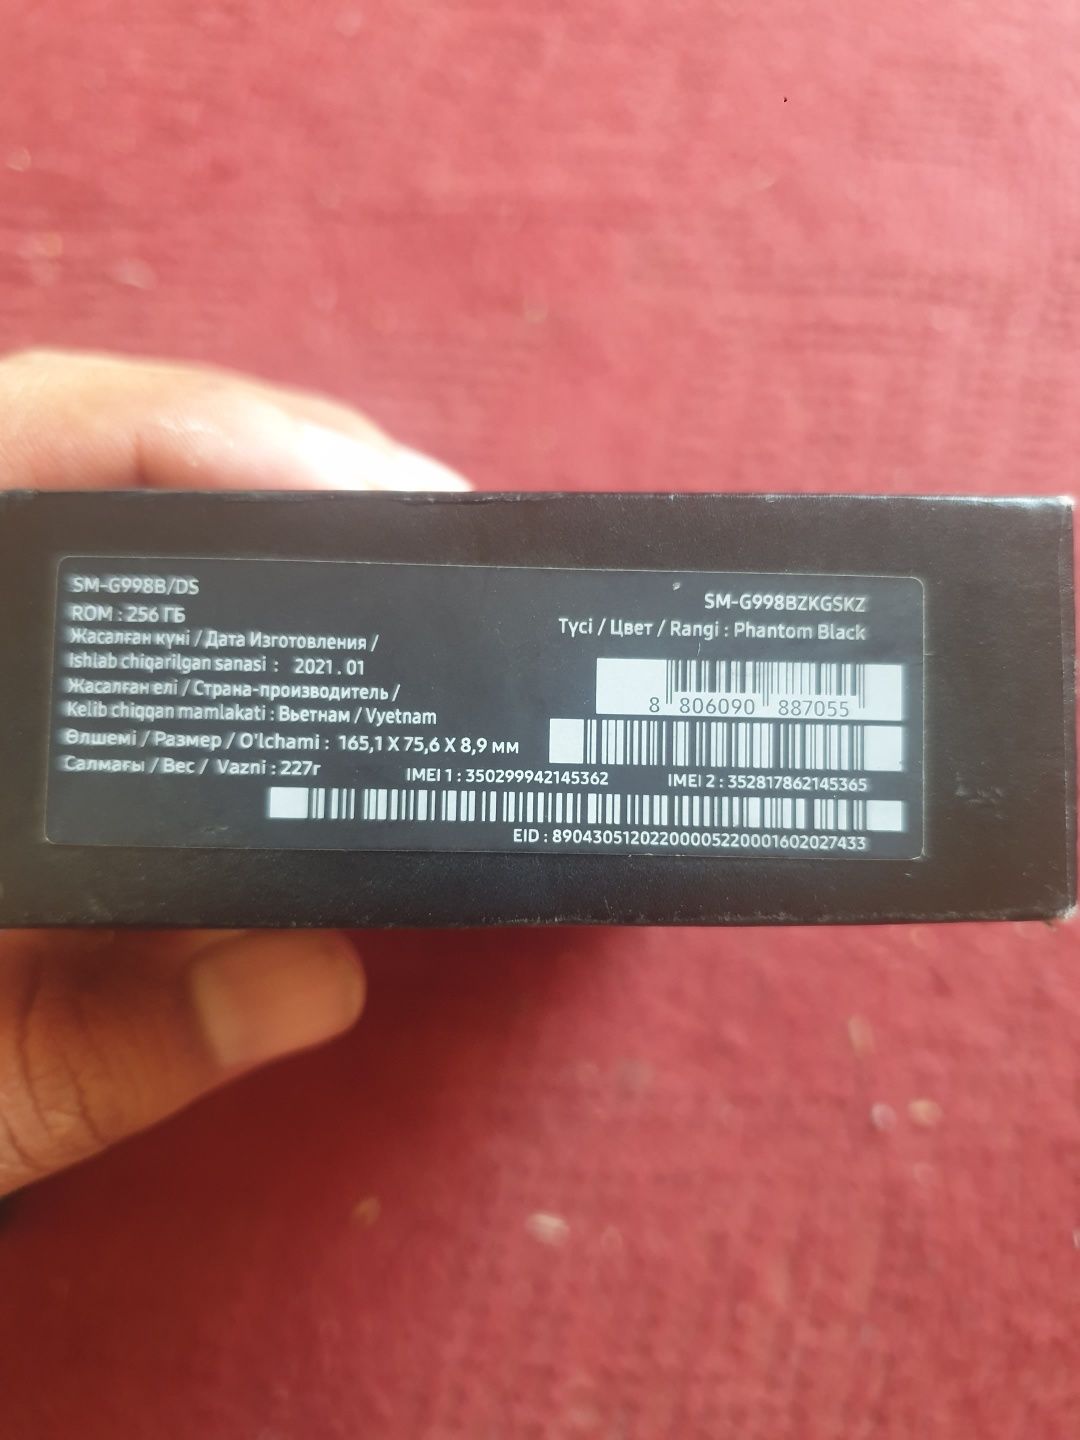 SM-G998B/DS
ROM : 256 ГБ
Жасалған күні / Дата Изготовления /
Ishlab chiqarilgan sanasi : 2021 . 01
Жасалған елі / Страна-производитель /
Kelib chiqqan mamlakati : Вьетнам / Vyetnam
Өлшемі / Размер / O'lchami : 165,1 X 75,6 X 8,9 мм
Салмағы / Вес / Vazni : 227г
SM-G998BZKGSKZ
Түсі / Цвет / Rangi : Phantom Black
8 806090 887055
IMEI 1 : 350299942145362
IMEI 2 : 352817862145365
EID : 89043051202200005220001602027433